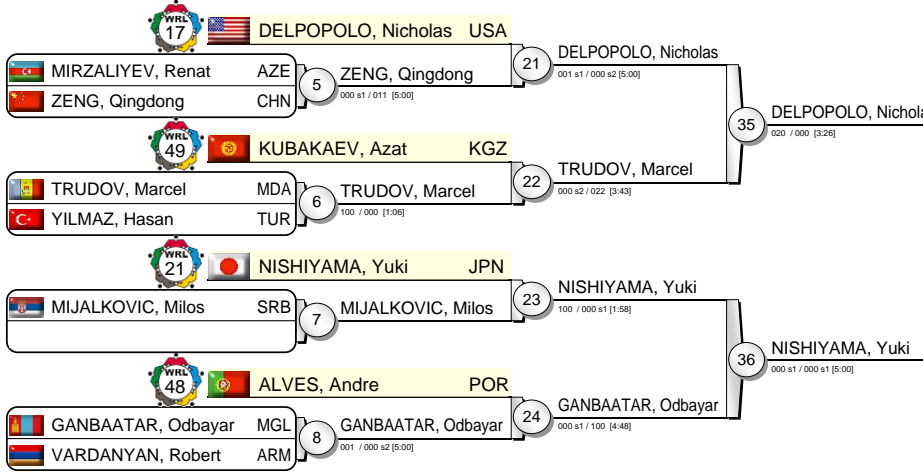 WRL
17
DELPOPOLO, Nicholas USA
21
DELPOPOLO, Nicholas
001 s1 / 000 s2 [5:00]
MIRZALIYEV, Renat AZE
ZENG, Qingdong CHN
5
ZENG, Qingdong
000 s1 / 011 [5:00]
35
DELPOPOLO, Nichola
020 / 000 [3:26]
WRL
49
KUBAKAEV, Azat KGZ
22
TRUDOV, Marcel
000 s2 / 022 [3:43]
TRUDOV, Marcel MDA
YILMAZ, Hasan TUR
6
TRUDOV, Marcel
100 / 000 [1:06]
WRL
21
NISHIYAMA, Yuki JPN
23
NISHIYAMA, Yuki
100 / 000 s1 [1:58]
MIJALKOVIC, Milos SRB
7
MIJALKOVIC, Milos
36
NISHIYAMA, Yuki
000 s1 / 000 s1 [5:00]
WRL
48
ALVES, Andre POR
24
GANBAATAR, Odbayar
000 s1 / 100 [4:48]
GANBAATAR, Odbayar MGL
VARDANYAN, Robert ARM
8
GANBAATAR, Odbayar
001 / 000 s2 [5:00]